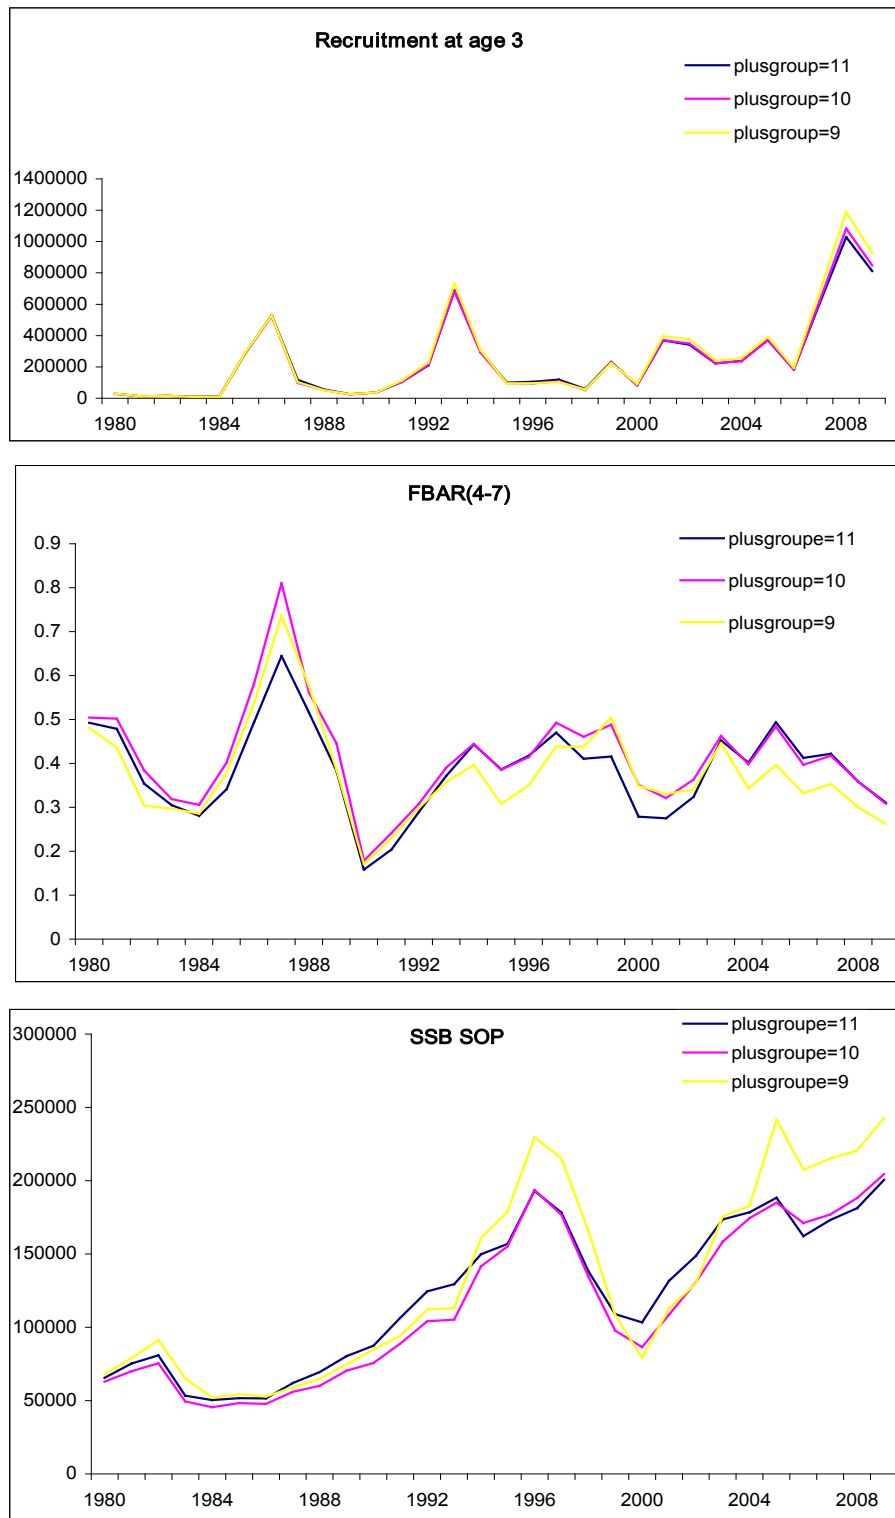 Recruitment at age 3
plusgroup=11
plusgroup=10
plusgroup=9
1400000
1200000
1000000
800000
600000
400000
200000
0
1980 1984 1988 1992 1996 2000 2004 2008
FBAR(4-7)
plusgroupe=11
plusgroup=10
plusgroup=9
0.9
0.8
0.7
0.6
0.5
0.4
0.3
0.2
0.1
0
1980 1984 1988 1992 1996 2000 2004 2008
SSB SOP
plusgroupe=11
plusgroupe=10
plusgroupe=9
300000
250000
200000
150000
100000
50000
0
1980 1984 1988 1992 1996 2000 2004 2008